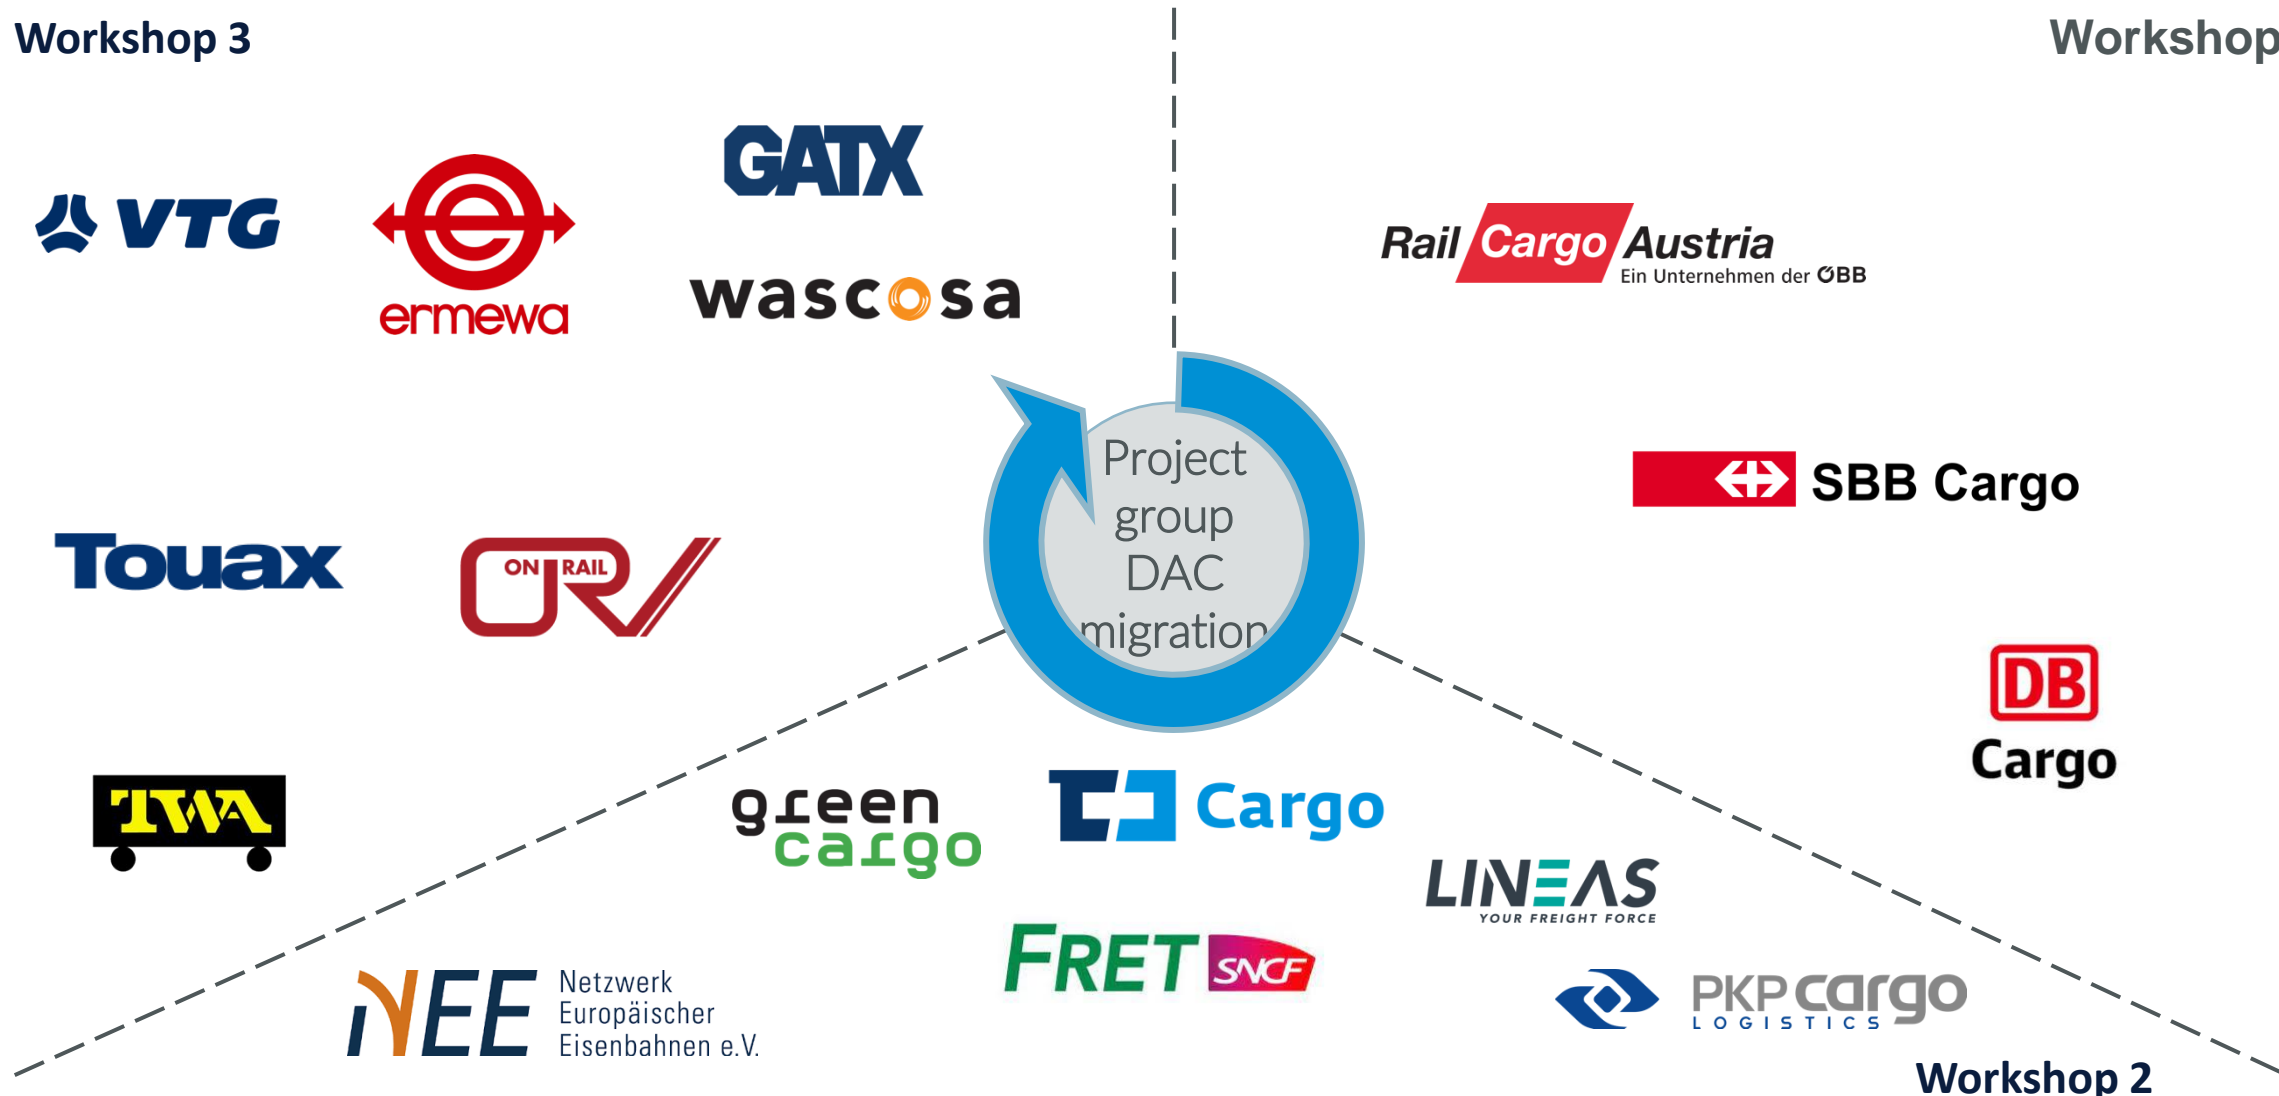 Workshop 3
Workshop
GATX
VTG
ermewa
wascosa
Rail Cargo Austria
Ein Unternehmen der ÖBB
Project
group
DAC
migration
SBB Cargo
Touax
ON RAIL
DB
Cargo
TWA
green
cargo
Cargo
LINEAS
YOUR FREIGHT FORCE
FRET SNCF
NEE
Netzwerk
Europäischer
Eisenbahnen e.V.
PKP cargo
LOGISTICS
Workshop 2